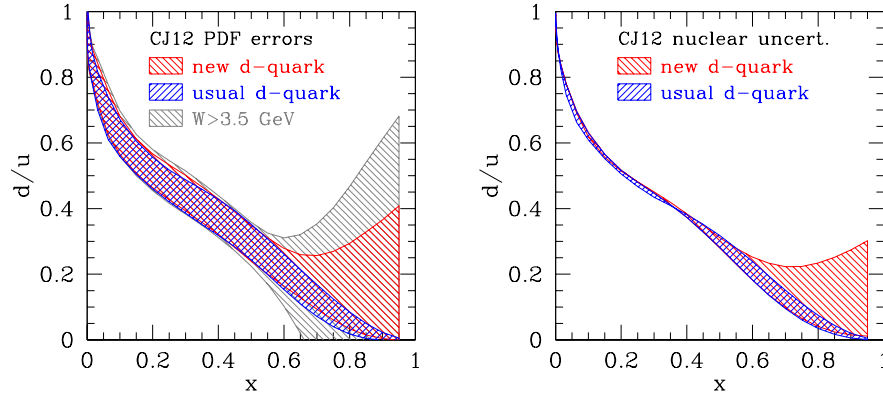 CJ12 PDF errors
new d-quark
usual d-quark
W>3.5 GeV
d/u
1
0.8
0.6
0.4
0.2
0
0 0.2 0.4 0.6 0.8 1
x
CJ12 nuclear uncert.
new d-quark
usual d-quark
d/u
1
0.8
0.6
0.4
0.2
0
0 0.2 0.4 0.6 0.8 1
x